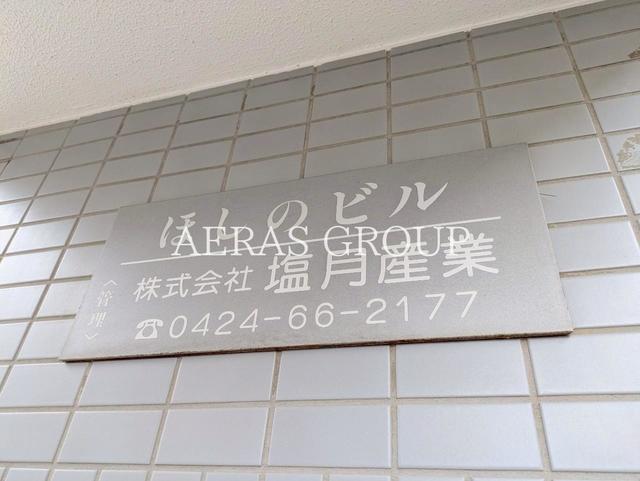 ほしのビル
AERAS GROUP
〈管理〉
株式会社 塩月産業
☎0424-66-2177